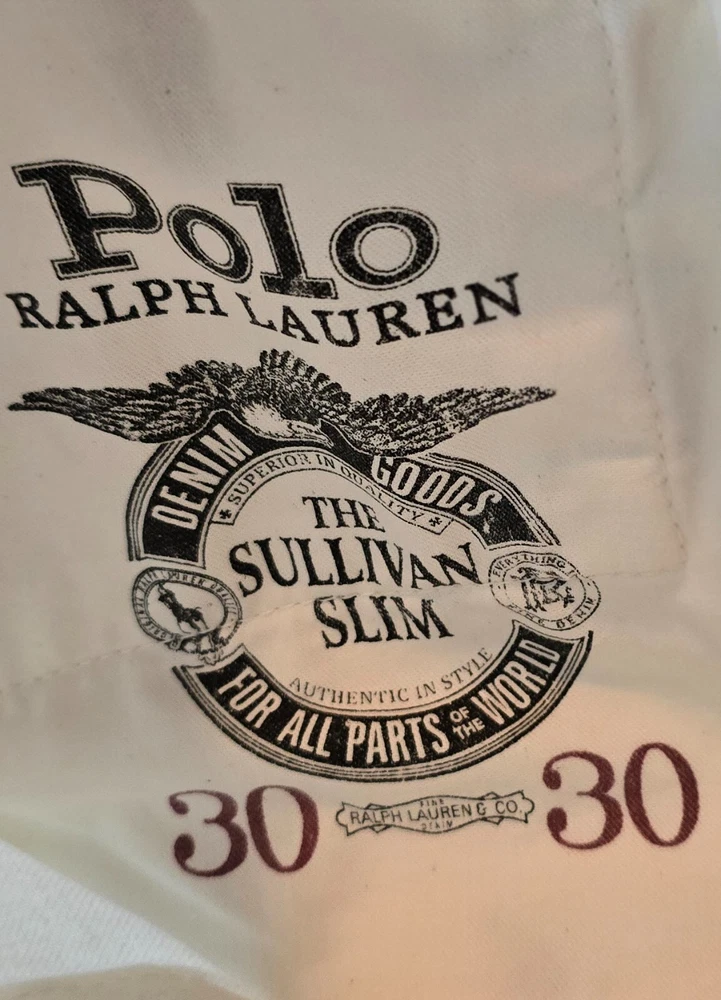 Polo
RALPH LAUREN
DENIM GOODS
SUPERIOR IN QUALITY
THE
SULLIVAN
SLIM
AUTHENTIC IN STYLE
FOR ALL PARTS OF THE WORLD
EVERYTHING
30
RALPH LAUREN & CO.
30